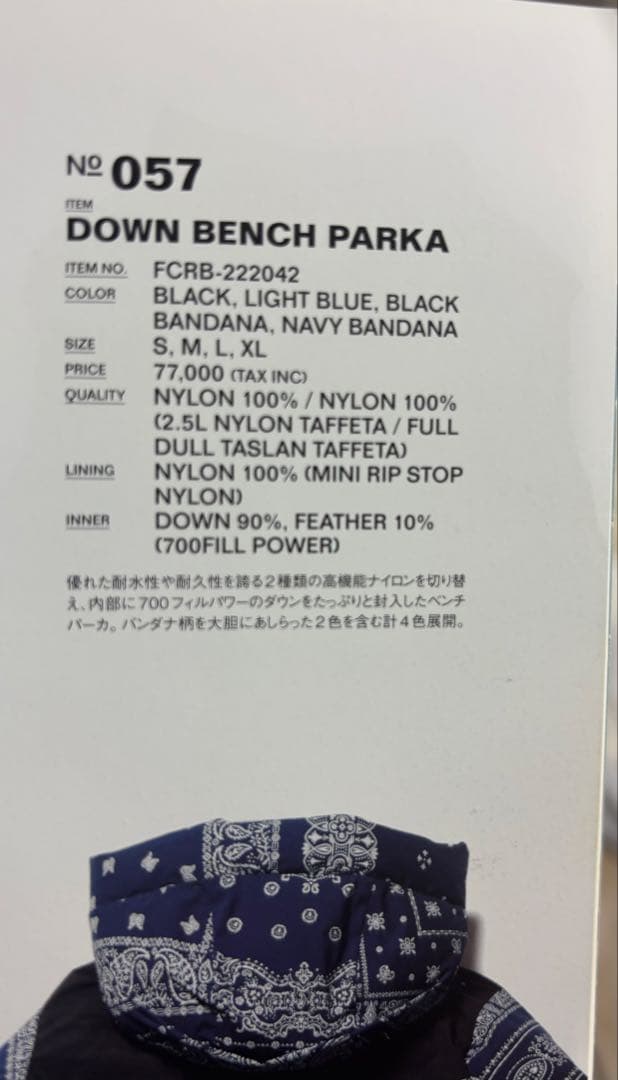 № 057
ITEM
DOWN BENCH PARKA
ITEM NO. FCRB-222042
COLOR BLACK, LIGHT BLUE, BLACK
BANDANA, NAVY BANDANA
SIZE S, M, L, XL
PRICE 77,000 (TAX INC)
QUALITY NYLON 100% / NYLON 100%
(2.5L NYLON TAFFETA / FULL
DULL TASLAN TAFFETA)
LINING NYLON 100% (MINI RIP STOP
NYLON)
INNER DOWN 90%, FEATHER 10%
(700FILL POWER)
優れた耐水性や耐久性を誇る2種類の高機能ナイロンを切り替
え、内部に700フィルパワーのダウンをたっぷりと封入したベンチ
パーカ。バンダナ柄を大胆にあしらった2色を含む計4色展開。